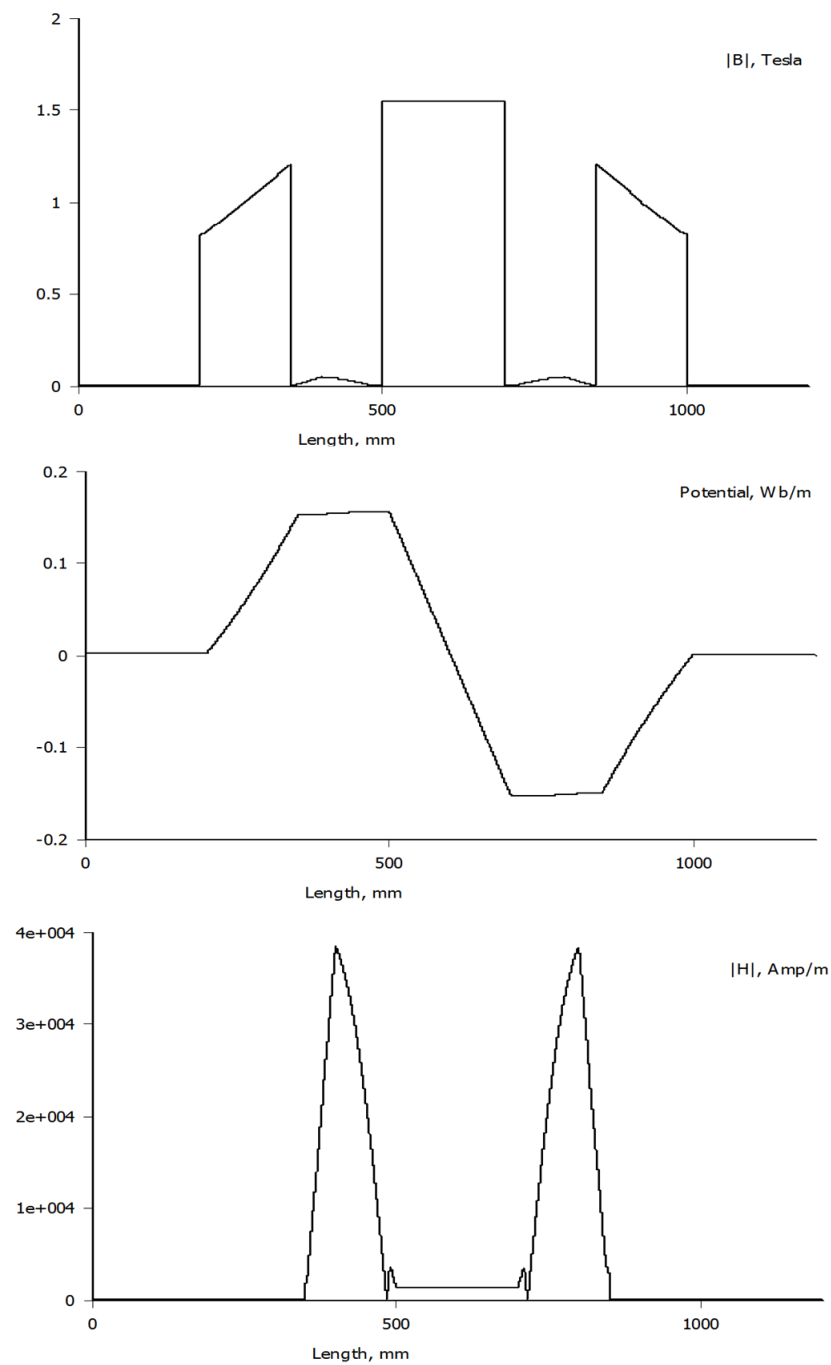 2
|B|, Tesla
1.5
1
0.5
0
0 500 1000
Length, mm
0.2
Potential, Wb/m
0.1
0
-0.1
-0.2
0 500 1000
Length, mm
4e+004
|H|, Amp/m
3e+004
2e+004
1e+004
0
0 500 1000
Length, mm